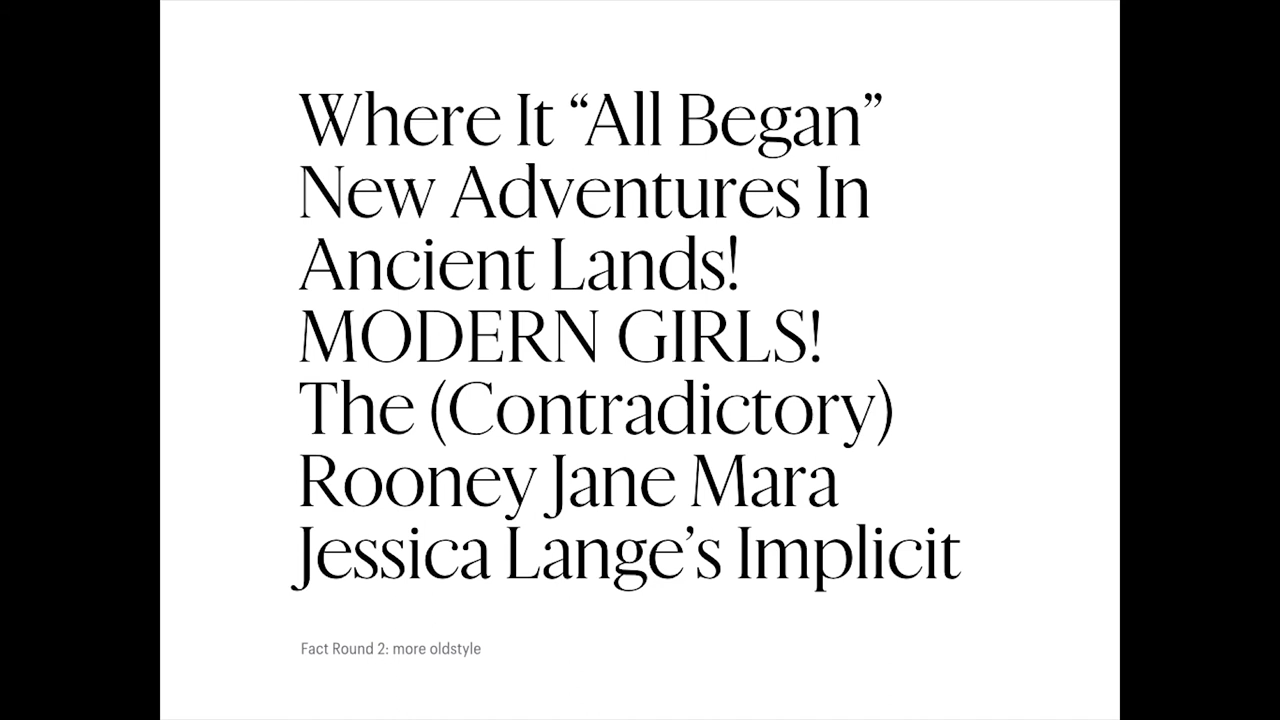 Where It “All Began”
New Adventures In
Ancient Lands!
MODERN GIRLS!
The (Contradictory)
Rooney Jane Mara
Jessica Lange’s Implicit
Fact Round 2: more oldstyle